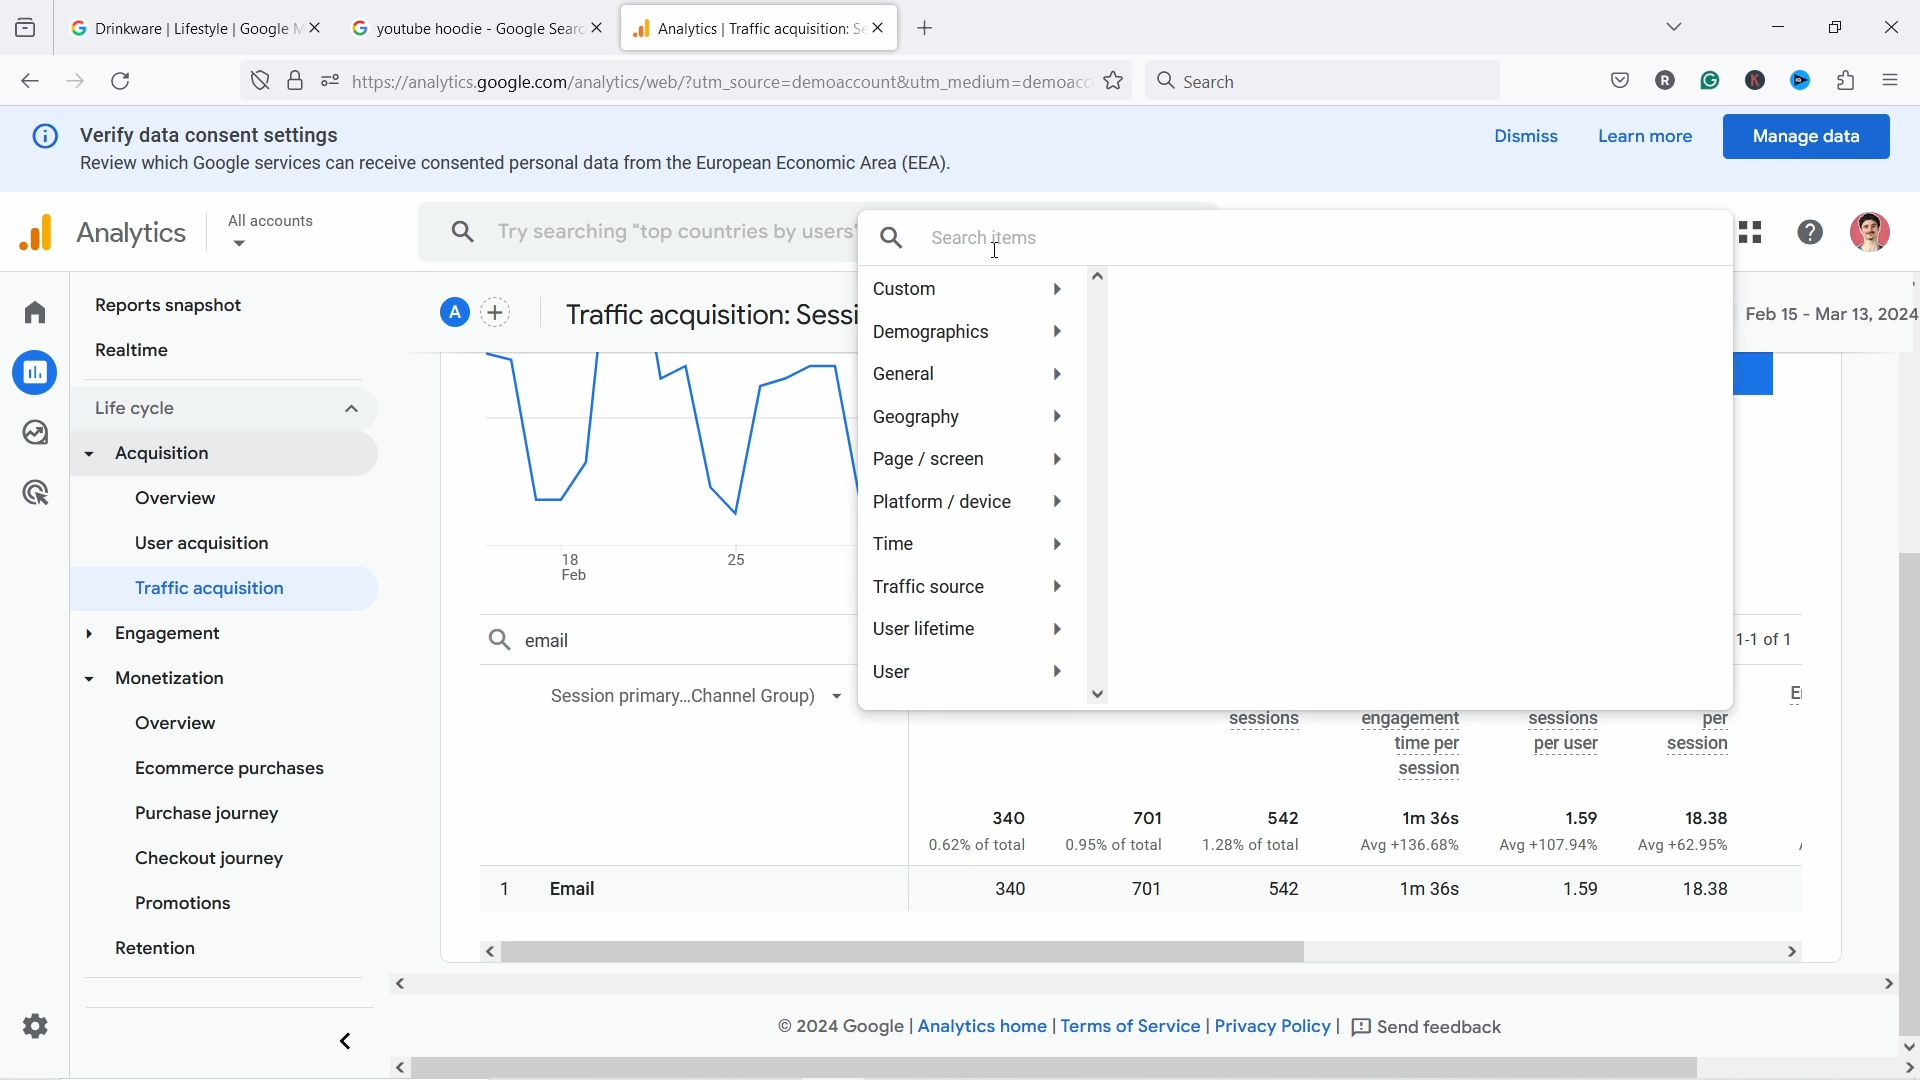 Drinkware | Lifestyle | Google M
youtube hoodie - Google Searc
Analytics | Traffic acquisition: Se
https://analytics.google.com/analytics/web/?utm_source=demoaccount&utm_medium=demoacc
Search
Verify data consent settings
Review which Google services can receive consented personal data from the European Economic Area (EEA).
Dismiss
Learn more
Manage data
Analytics
All accounts
Try searching "top countries by users"
Search items
Reports snapshot
Realtime
Life cycle
Acquisition
Overview
User acquisition
Traffic acquisition
Engagement
Monetization
Overview
Ecommerce purchases
Purchase journey
Checkout journey
Promotions
Retention
A
Traffic acquisition: Sessi
Feb 15 - Mar 13, 2024
Custom
Demographics
General
Geography
Page / screen
Platform / device
Time
Traffic source
User lifetime
User
18
Feb
25
email
1-1 of 1
Session primary...Channel Group)
sessions
engagement
time per
session
sessions
per user
per
session
340 701 542 1m 36s 1.59 18.38
0.62% of total 0.95% of total 1.28% of total Avg +136.68% Avg +107.94% Avg +62.95%
1 Email 340 701 542 1m 36s 1.59 18.38
© 2024 Google | Analytics home | Terms of Service | Privacy Policy | Send feedback